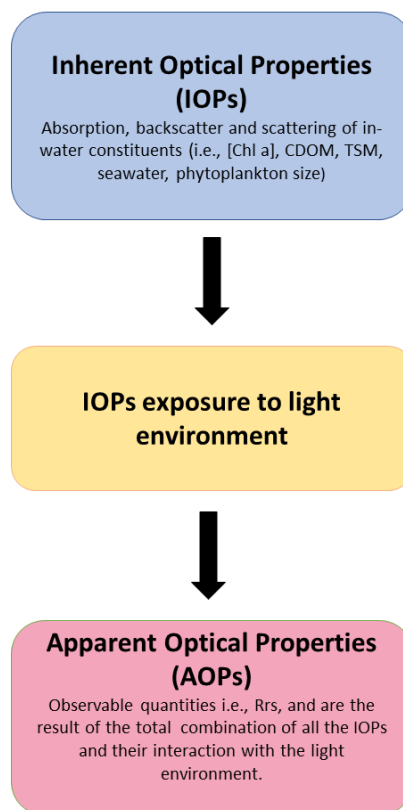 Inherent Optical Properties
(IOPs)
Absorption, backscatter and scattering of in-
water constituents (i.e., [Chl a], CDOM, TSM,
seawater, phytoplankton size)
IOPs exposure to light
environment
Apparent Optical Properties
(AOPs)
Observable quantities i.e., Rrs, and are the
result of the total combination of all the IOPs
and their interaction with the light
environment.